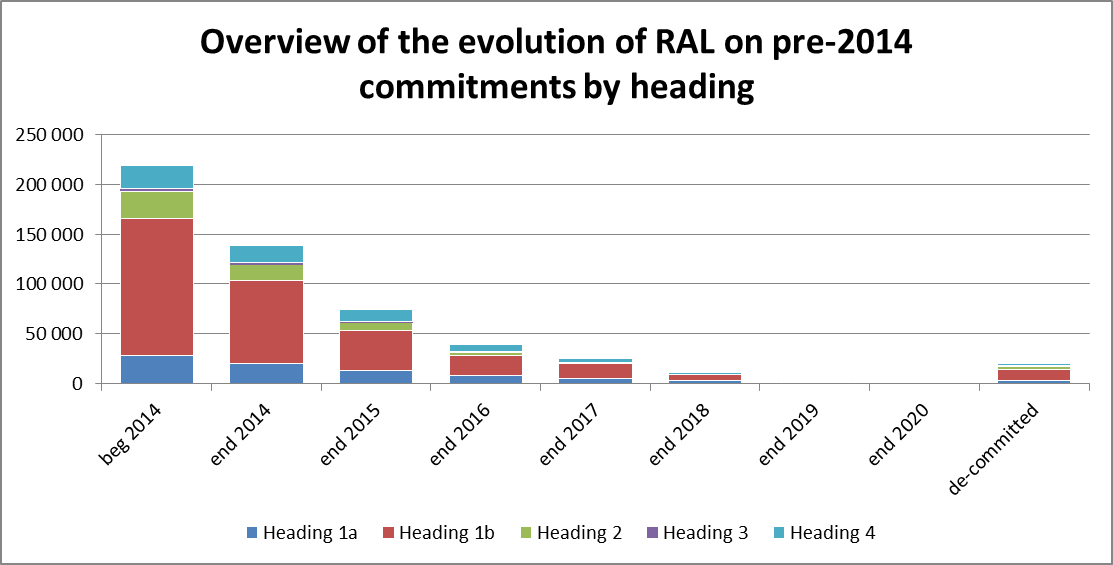 Overview of the evolution of RAL on pre-2014
commitments by heading
250 000
200 000
150 000
100 000
50 000
0
beg 2014
end 2014
end 2015
end 2016
end 2017
end 2018
end 2019
end 2020
de-committed
Heading 1a
Heading 1b
Heading 2
Heading 3
Heading 4